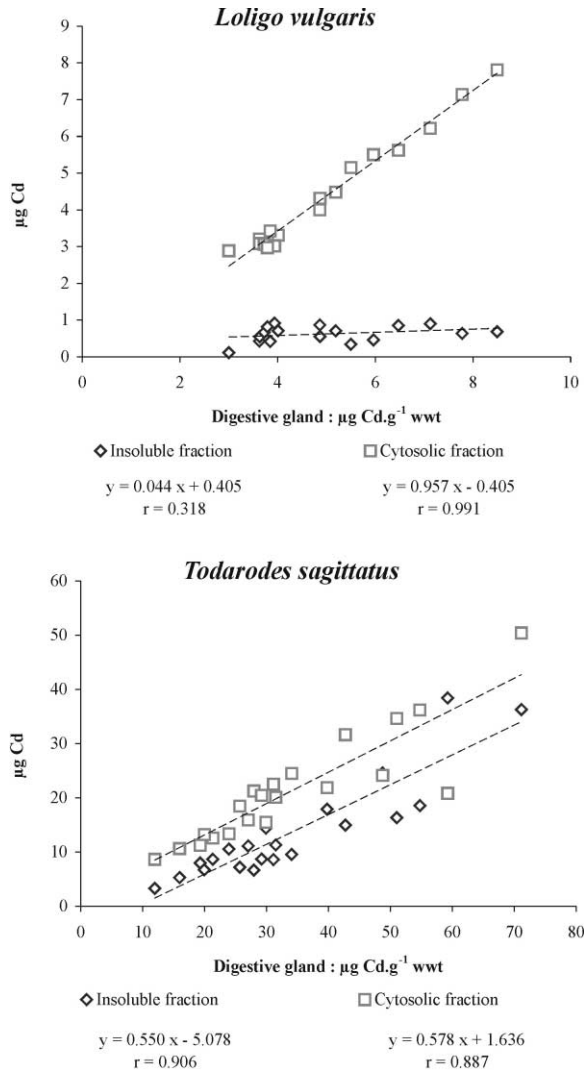 Loligo vulgaris
9
8
7
6
5
4
3
2
1
0
µg Cd
0 2 4 6 8 10
Digestive gland : µg Cd.g-1 wwt
Insoluble fraction Cytosolic fraction
y = 0.044 x + 0.405 y = 0.957 x - 0.405
r = 0.318 r = 0.991
Todarodes sagittatus
60
50
40
30
20
10
0
µg Cd
0 10 20 30 40 50 60 70 80
Digestive gland : µg Cd.g-1 wwt
Insoluble fraction Cytosolic fraction
y = 0.550 x - 5.078 y = 0.578 x + 1.636
r = 0.906 r = 0.887